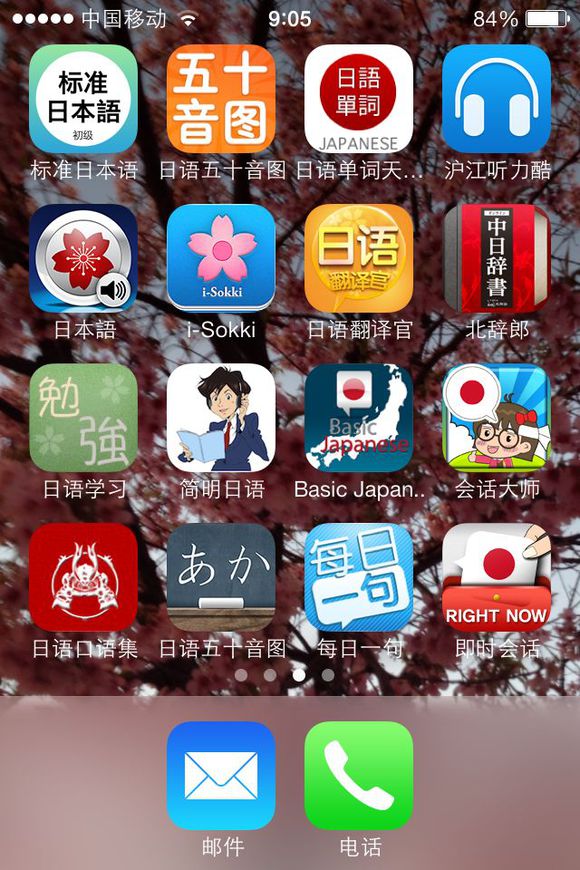 中国移动
9:05
84%
标准
日本語
初级
五十
音图
日語
單詞
JAPANESE
标准日本语
日语五十音图
日语单词天...
沪江听力酷
i-Sokki
日语
翻译官
中日辞書
日本語
i-Sokki
日语翻译官
北辞郎
勉
強
Basic
Japanese
日语学习
简明日语
Basic Japan..
会话大师
あか
每日
一句
RIGHT NOW
日语口语集
日语五十音图
每日一句
即时会话
邮件
电话